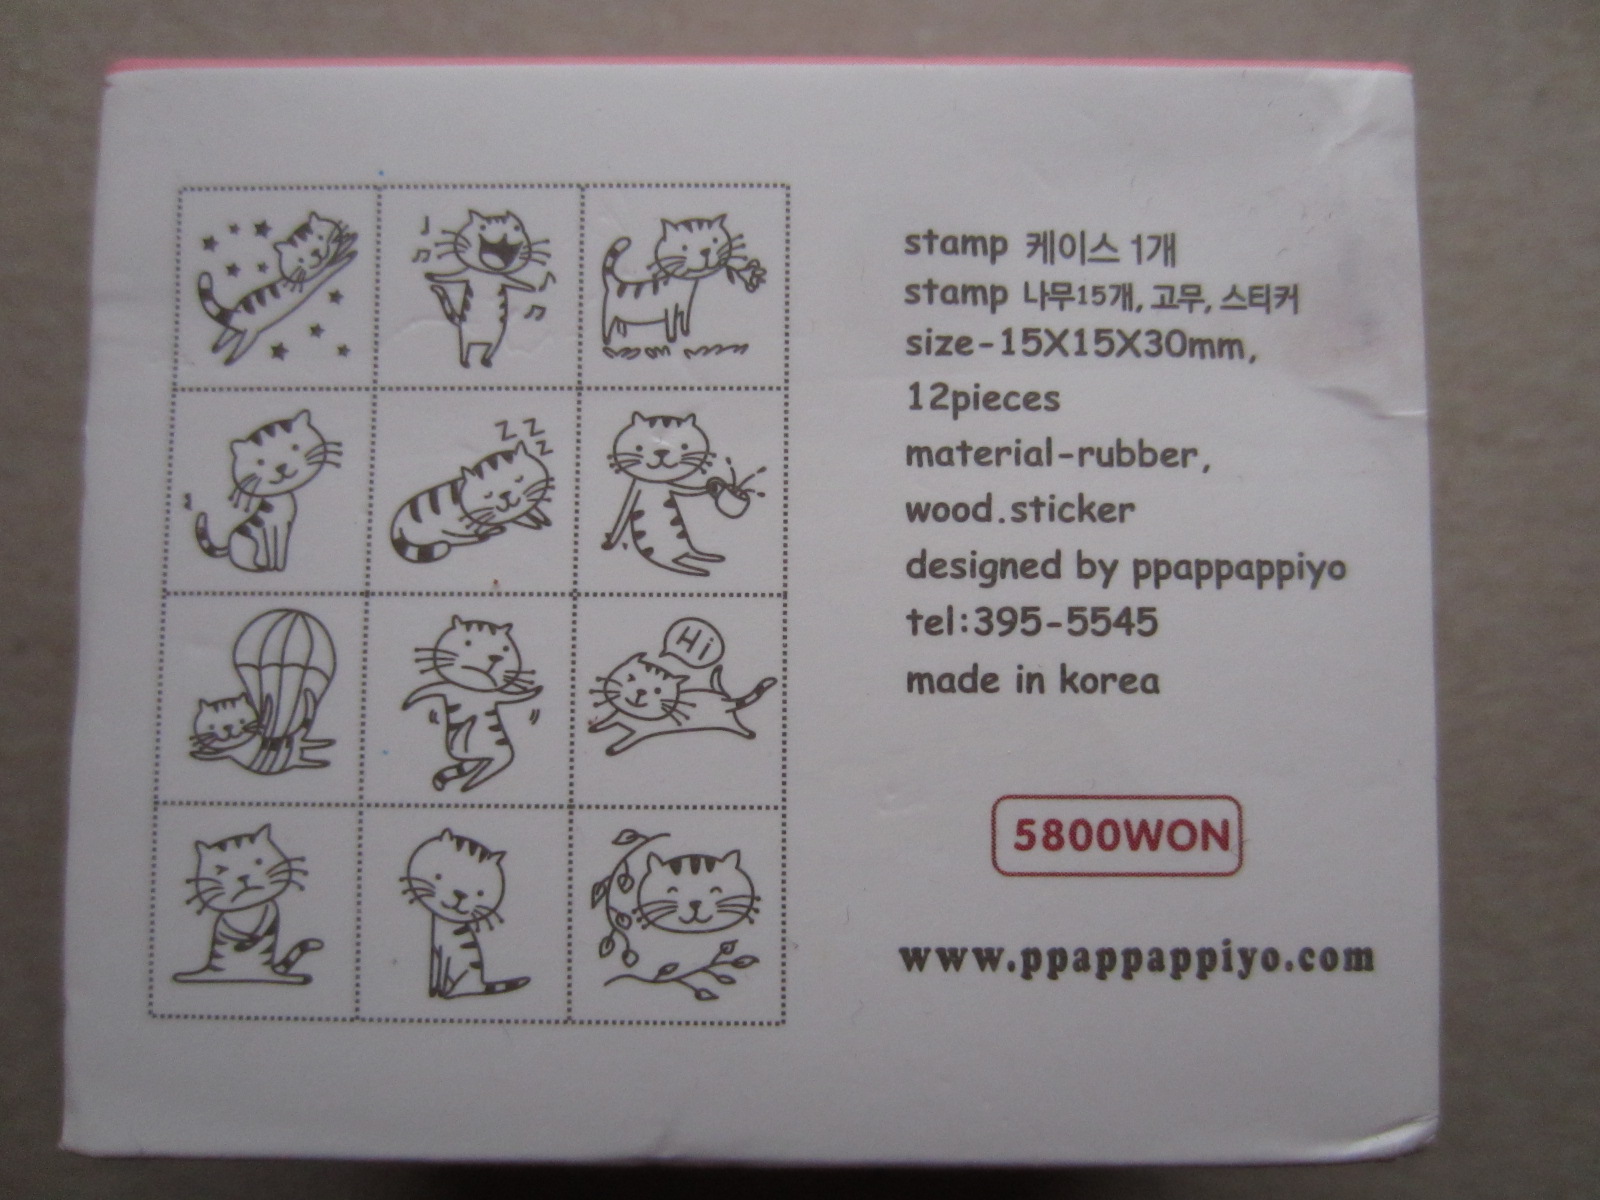 Z Z Z
Hi
stamp 케이스 1개
stamp 나무15개, 고무, 스티커
size-15X15X30mm,
12pieces
material-rubber,
wood.sticker
designed by ppappappiyo
tel:395-5545
made in korea
5800WON
www.ppappappiyo.com